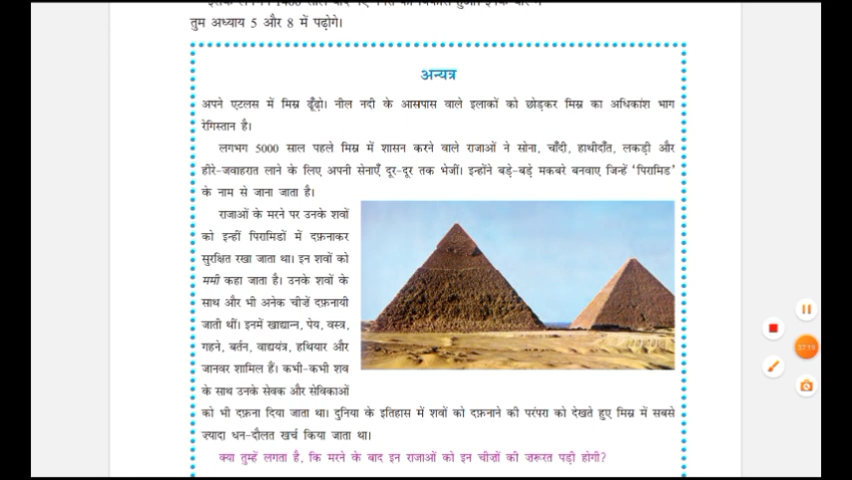 तुम अध्याय 5 और 8 में पढ़ोगे।
अन्यत्र
अपने एटलस में मिस्र ढूँढ़ो। नील नदी के आसपास वाले इलाकों को छोड़कर मिस्र का अधिकांश भाग
रेगिस्तान है।
लगभग 5000 साल पहले मिस्र में शासन करने वाले राजाओं ने सोना, चाँदी, हाथीदाँत, लकड़ी और
हीरे-जवाहरात लाने के लिए अपनी सेनाएँ दूर-दूर तक भेजीं। इन्होंने बड़े-बड़े मकबरे बनवाए जिन्हें ‘पिरामिड’
के नाम से जाना जाता है।
राजाओं के मरने पर उनके शवों
को इन्हीं पिरामिडों में दफ़नाकर
सुरक्षित रखा जाता था। इन शवों को
ममी कहा जाता है। उनके शवों के
साथ और भी अनेक चीज़ें दफ़नायी
जाती थीं। इनमें खाद्यान्न, पेय, वस्त्र,
गहने, बर्तन, वाद्ययंत्र, हथियार और
जानवर शामिल हैं। कभी-कभी शव
के साथ उनके सेवक और सेविकाओं
को भी दफ़ना दिया जाता था। दुनिया के इतिहास में शवों को दफ़नाने की परंपरा को देखते हुए मिस्र में सबसे
ज़्यादा धन-दौलत खर्च किया जाता था।
क्या तुम्हें लगता है, कि मरने के बाद इन राजाओं को इन चीज़ों की ज़रूरत पड़ी होगी?